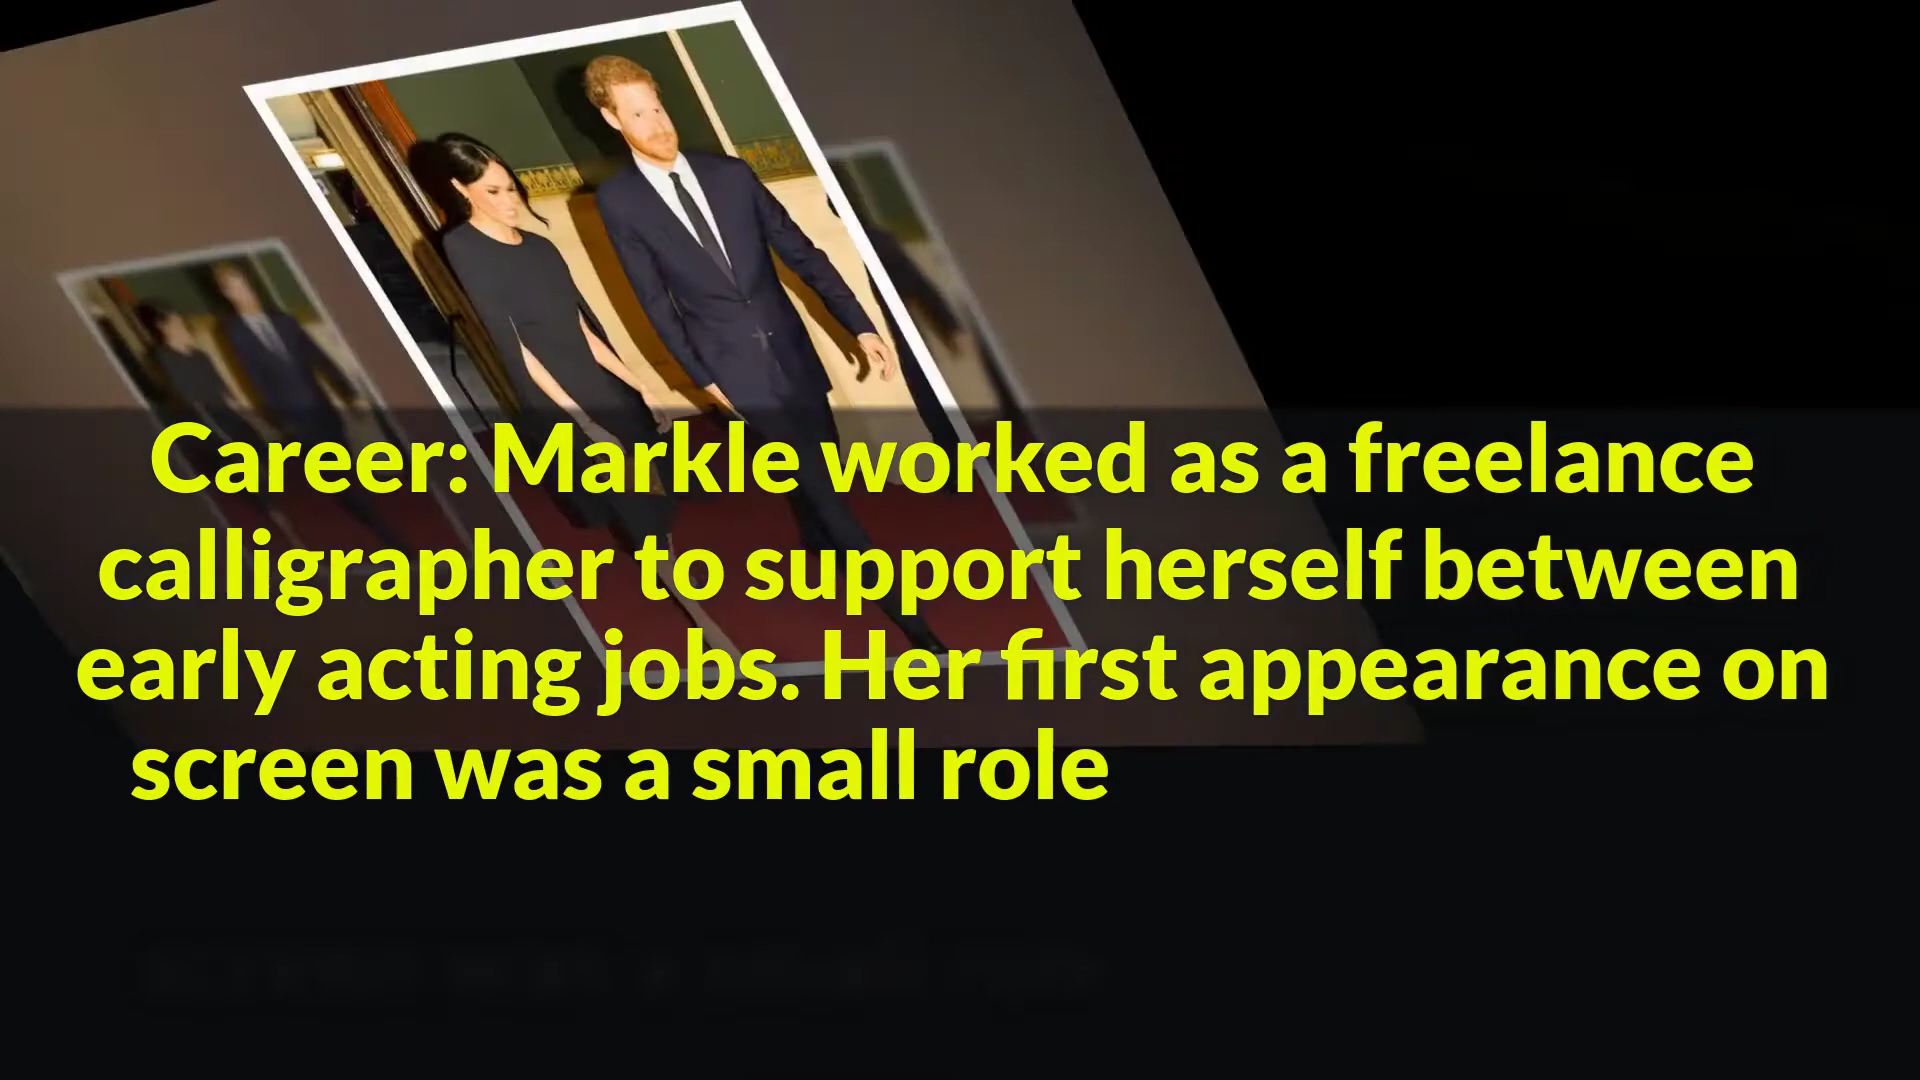 Career: Markle worked as a freelance
calligrapher to support herself between
early acting jobs. Her first appearance on
screen was a small role